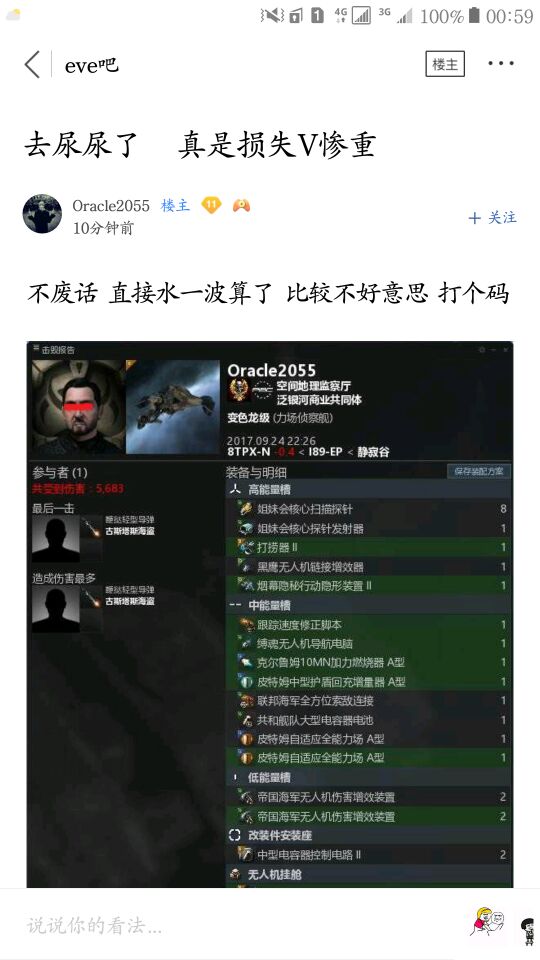 4G
1
3G
100%
00:59
eve吧
楼主
去尿尿了 真是损失V惨重
Oracle2055 楼主 11
10分钟前
+ 关注
不废话 直接水一波算了 比较不好意思 打个码
击毁报告
Oracle2055
空间地理监察厅
泛银河商业共同体
变色龙级 (力场侦察舰)
2017.09.24 22:26
8TPX-N -0.4 < I89-EP < 静寂谷
参与者 (1)
共受到伤害：5,683
最后一击
鞭挞轻型导弹
古斯塔斯海盗
造成伤害最多
鞭挞轻型导弹
古斯塔斯海盗
装备与明细
保存装配方案
高能量槽
姐妹会核心扫描探针 8
姐妹会核心探针发射器 1
打捞器 II 1
黑鹰无人机链接增效器 1
烟幕隐秘行动隐形装置 II 1
中能量槽
跟踪速度修正脚本 1
缚魂无人机导航电脑 1
克尔鲁姆10MN加力燃烧器 A型 1
皮特姆中型护盾回充增量器 A型 1
联邦海军全方位索敌连接 1
共和舰队大型电容器电池 1
皮特姆自适应全能力场 A型 1
皮特姆自适应全能力场 A型 1
低能量槽
帝国海军无人机伤害增效装置 2
帝国海军无人机伤害增效装置 2
改装件安装座
中型电容器控制电路 II 2
无人机挂舱
说说你的看法...